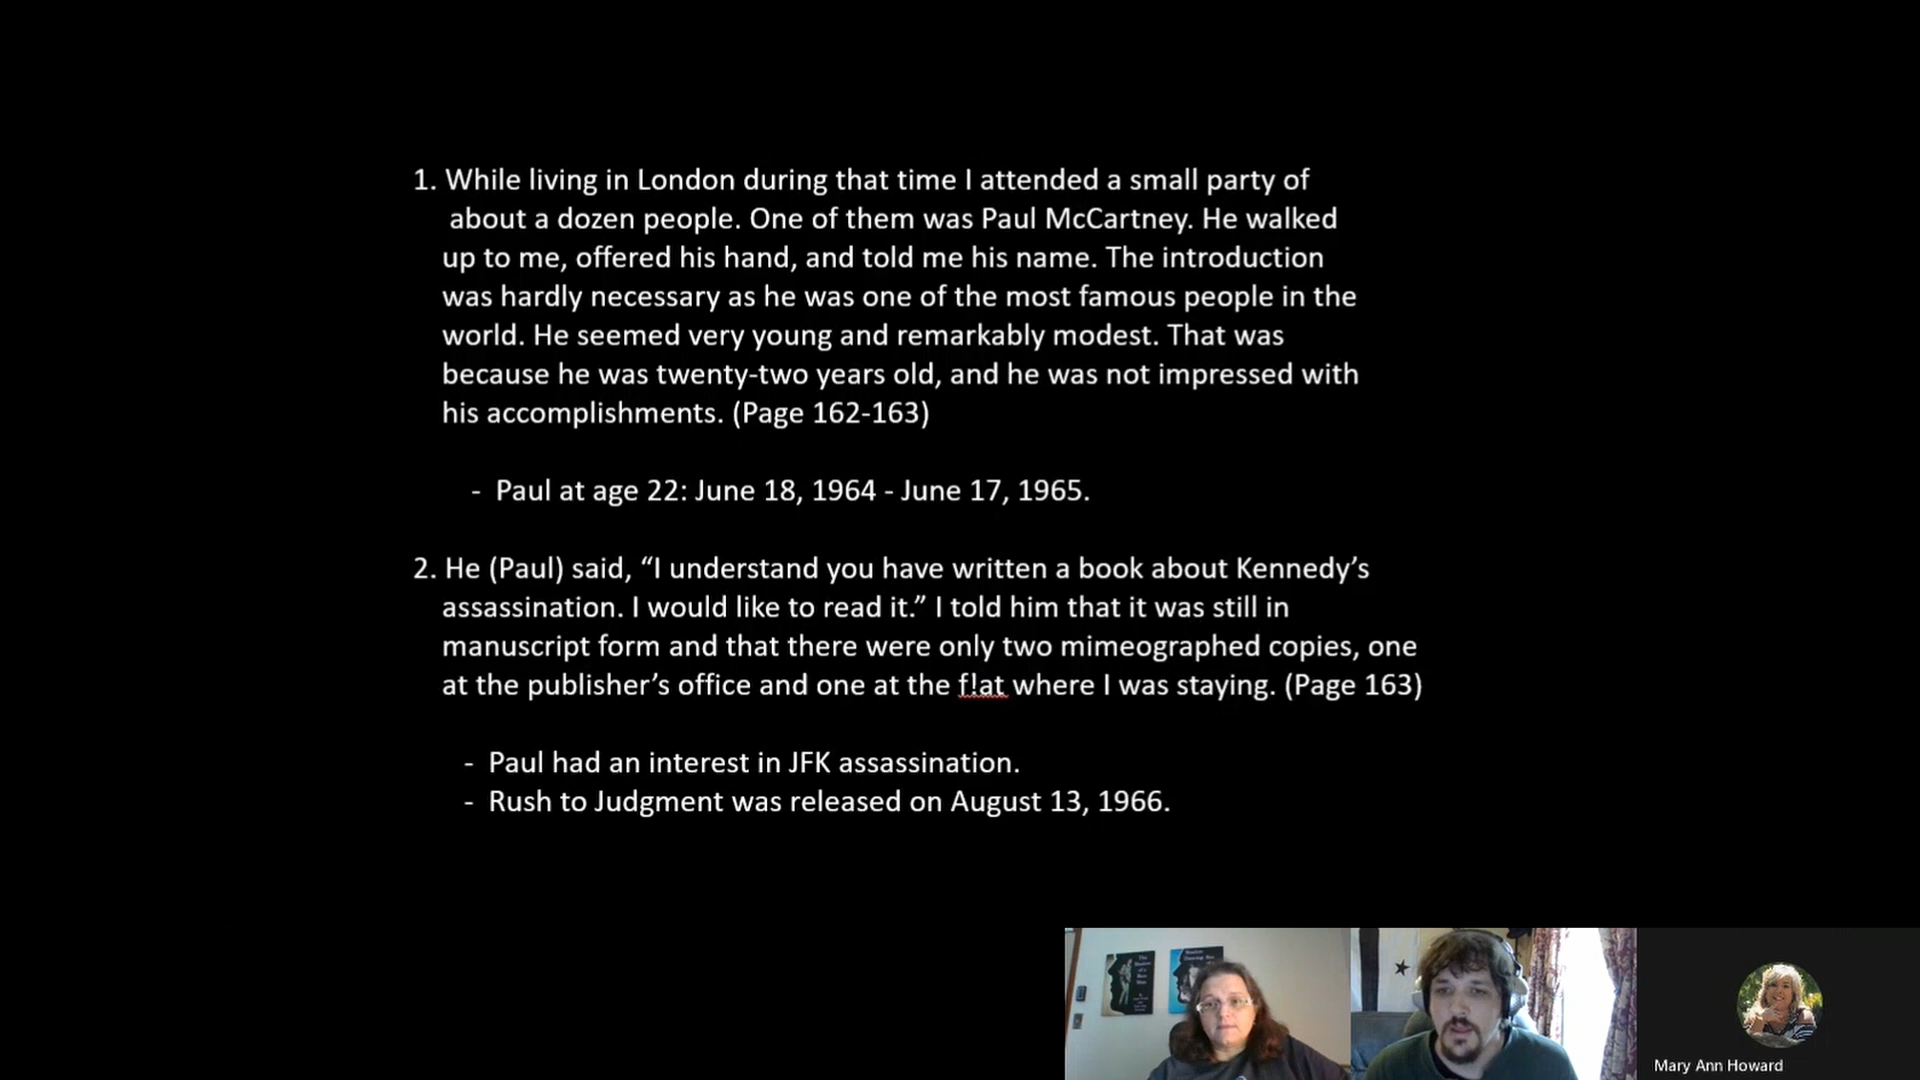 1. While living in London during that time I attended a small party of
about a dozen people. One of them was Paul McCartney. He walked
up to me, offered his hand, and told me his name. The introduction
was hardly necessary as he was one of the most famous people in the
world. He seemed very young and remarkably modest. That was
because he was twenty-two years old, and he was not impressed with
his accomplishments. (Page 162-163)
- Paul at age 22: June 18, 1964 - June 17, 1965.
2. He (Paul) said, “I understand you have written a book about Kennedy’s
assassination. I would like to read it.” I told him that it was still in
manuscript form and that there were only two mimeographed copies, one
at the publisher’s office and one at the f!at where I was staying. (Page 163)
- Paul had an interest in JFK assassination.
- Rush to Judgment was released on August 13, 1966.
Mary Ann Howard